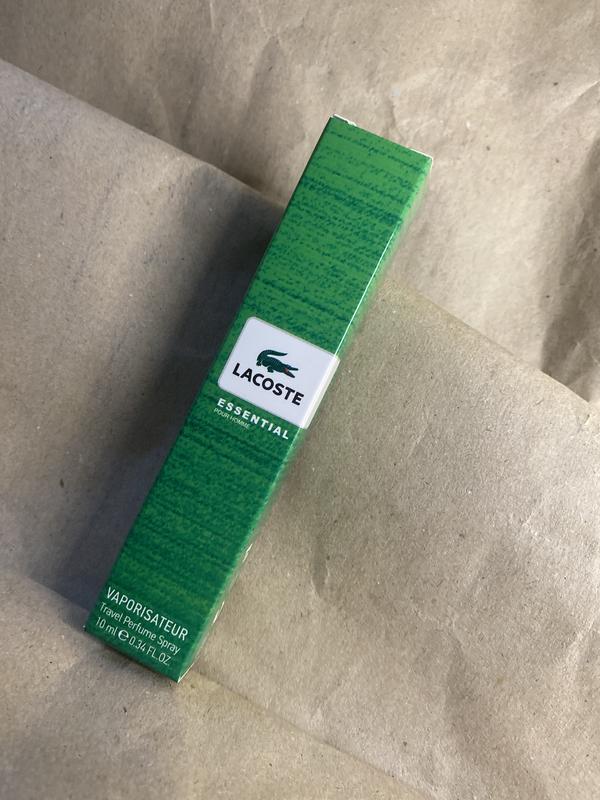 LACOSTE
ESSENTIAL
POUR HOMME
VAPORISATEUR
Travel Perfume Spray
10 ml ℮ 0.34 FL.OZ.